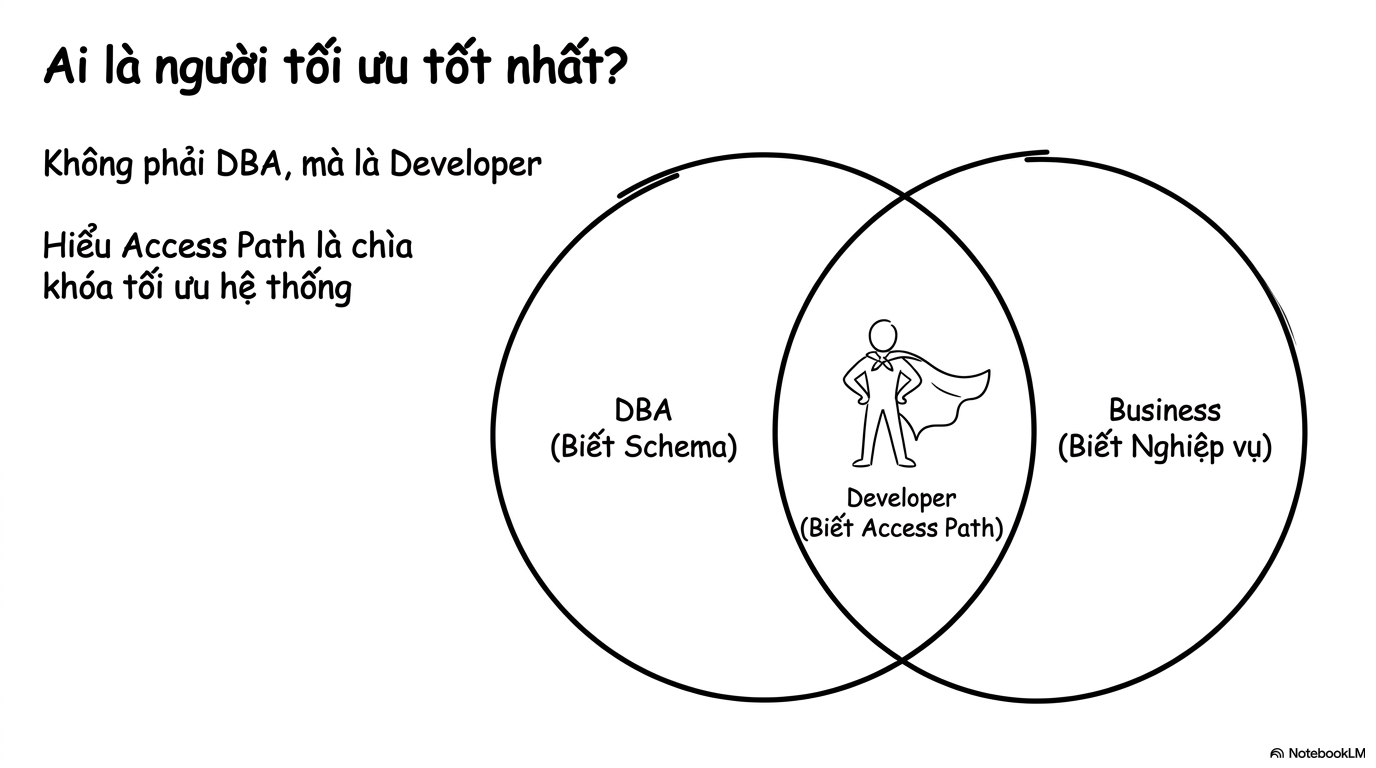 Ai là người tối ưu tốt nhất?
Không phải DBA, mà là Developer
Hiểu Access Path là chìa
khóa tối ưu hệ thống
DBA
(Biết Schema)
Developer
(Biết Access Path)
Business
(Biết Nghiệp vụ)
NotebookLM